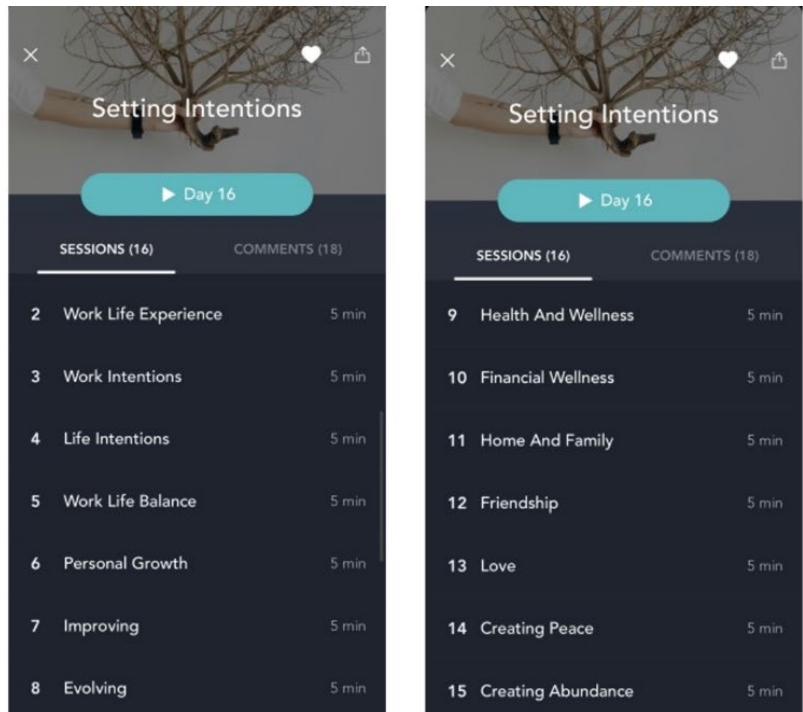 Setting Intentions
Day 16
SESSIONS (16) COMMENTS (18)
2 Work Life Experience 5 min
3 Work Intentions 5 min
4 Life Intentions 5 min
5 Work Life Balance 5 min
6 Personal Growth 5 min
7 Improving 5 min
8 Evolving 5 min
Setting Intentions
Day 16
SESSIONS (16) COMMENTS (18)
9 Health And Wellness 5 min
10 Financial Wellness 5 min
11 Home And Family 5 min
12 Friendship 5 min
13 Love 5 min
14 Creating Peace 5 min
15 Creating Abundance 5 min